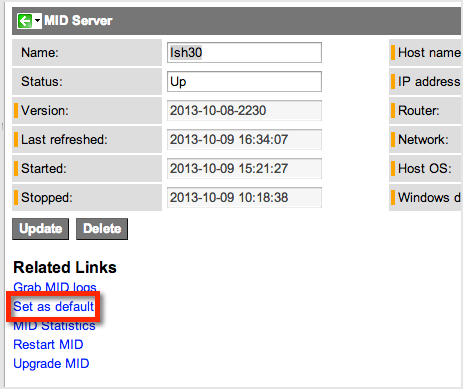 MID Server
Name: Ish30 Host name
Status: Up IP address
Version: 2013-10-08-2230 Router:
Last refreshed: 2013-10-09 16:34:07 Network:
Started: 2013-10-09 15:21:27 Host OS:
Stopped: 2013-10-09 10:18:38 Windows d
Update Delete
Related Links
Grab MID logs
Set as default
MID Statistics
Restart MID
Upgrade MID